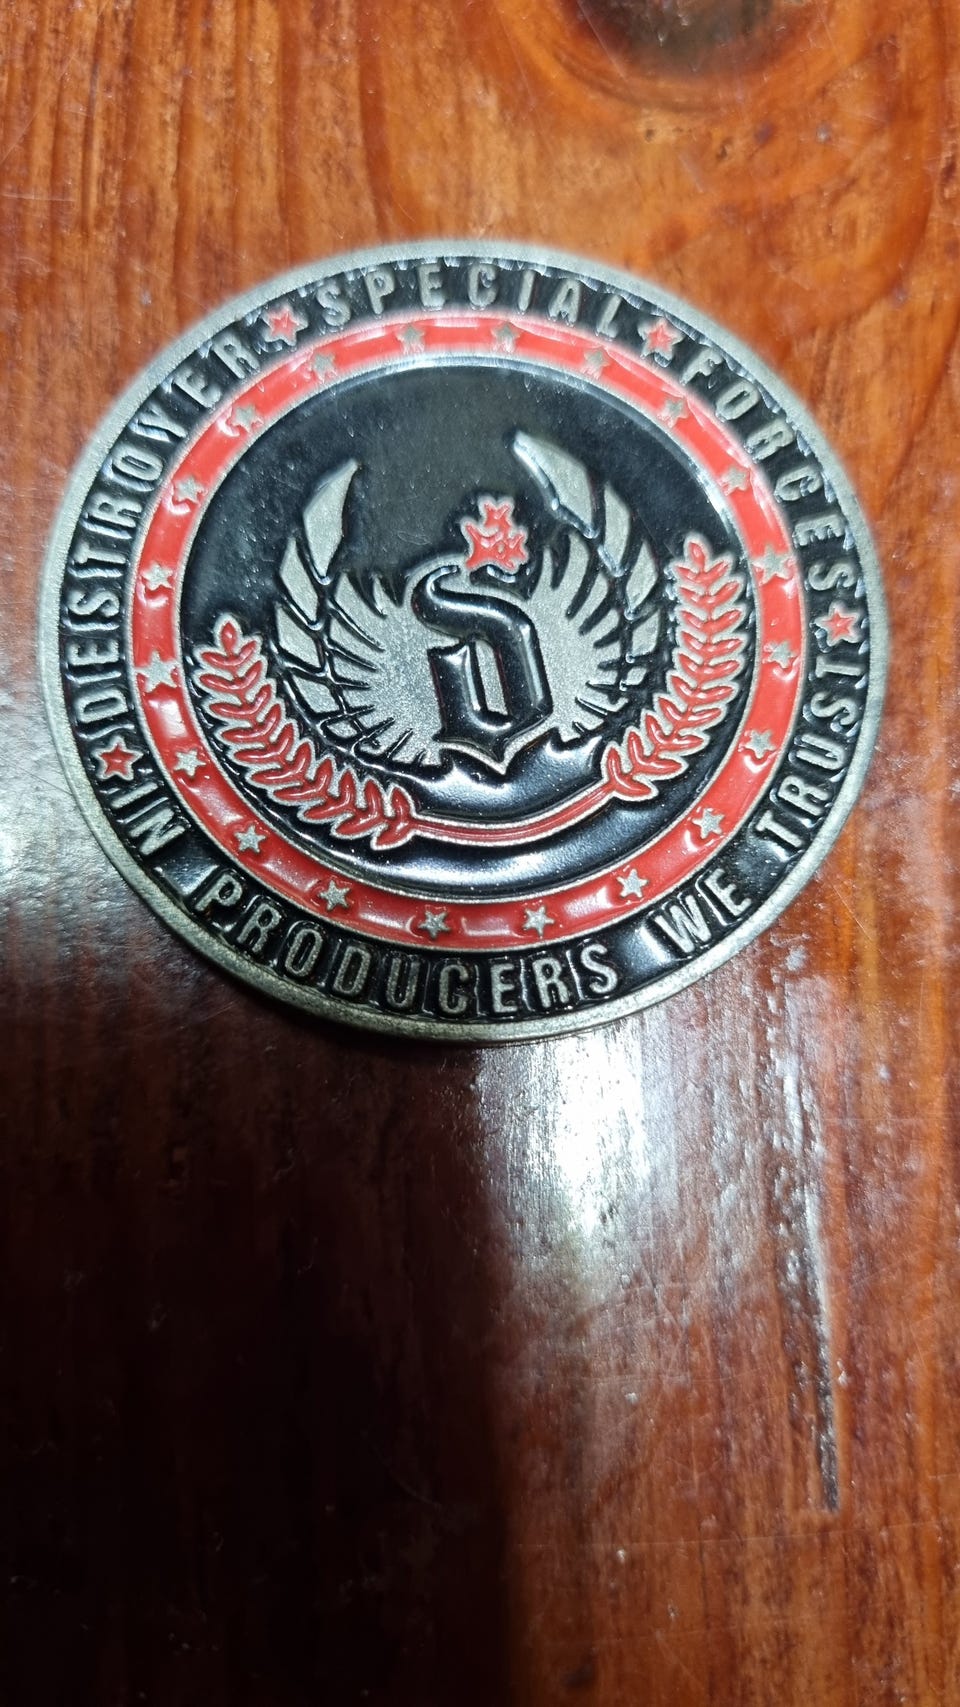 DESTROYER ★ SPECIAL ★ FORCES
IN PRODUCERS WE TRUST
D